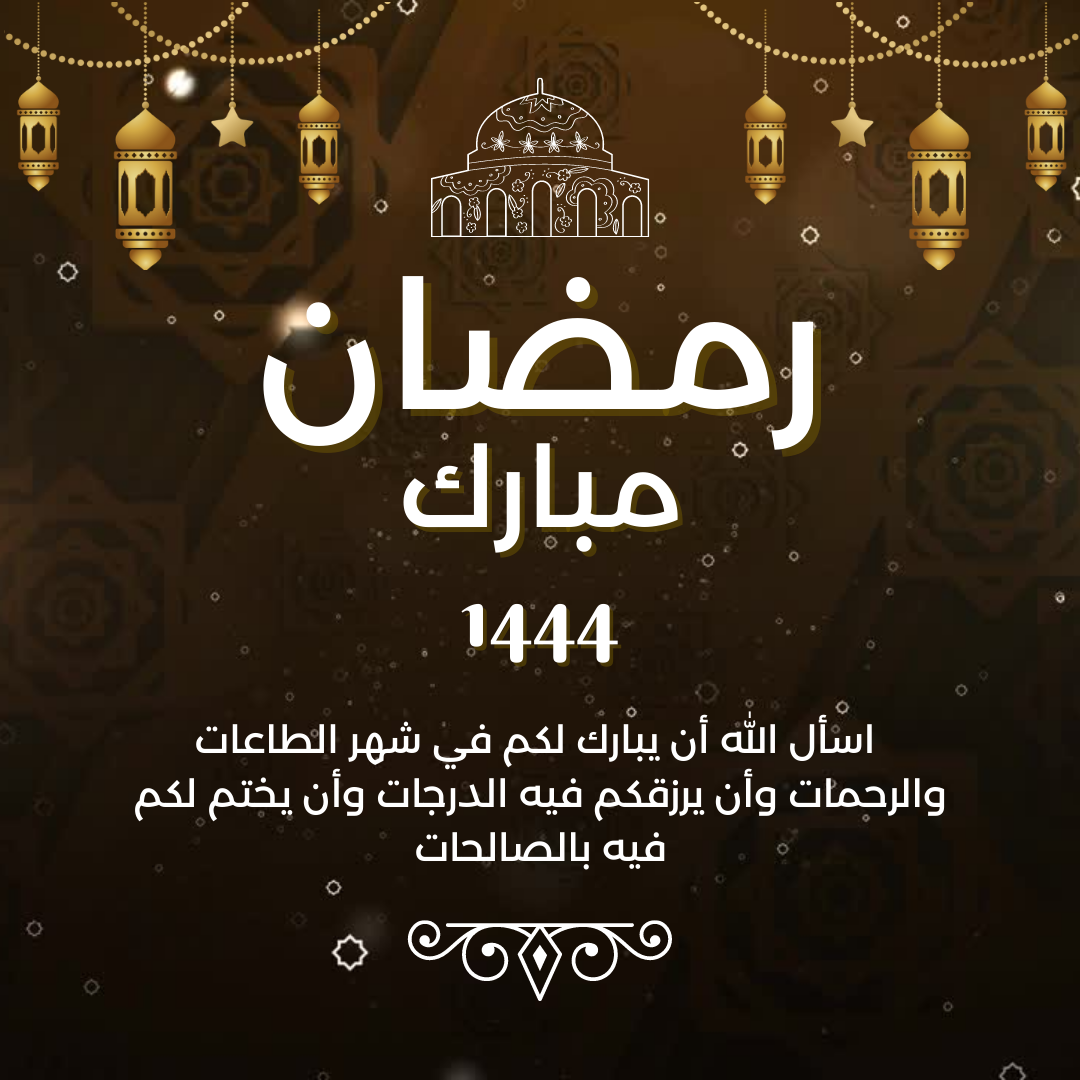 رمضان
مبارك
1444
اسأل الله أن يبارك لكم في شهر الطاعات
والرحمات وأن يرزقكم فيه الدرجات وأن يختم لكم
فيه بالصالحات